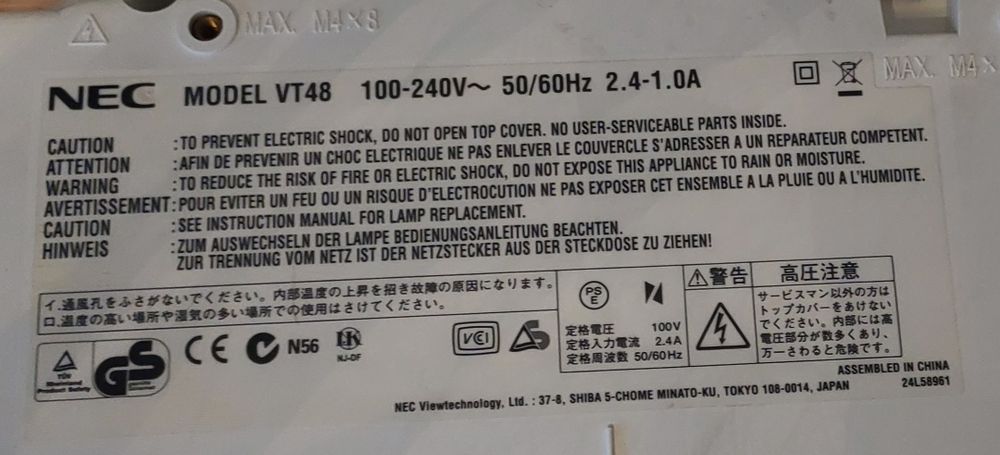 MAX. M4×8
MAX. M4×
NEC MODEL VT48 100-240V～ 50/60Hz 2.4-1.0A
CAUTION :TO PREVENT ELECTRIC SHOCK, DO NOT OPEN TOP COVER. NO USER-SERVICEABLE PARTS INSIDE.
ATTENTION :AFIN DE PREVENIR UN CHOC ELECTRIQUE NE PAS ENLEVER LE COUVERCLE S'ADRESSER A UN REPARATEUR COMPETENT.
WARNING :TO REDUCE THE RISK OF FIRE OR ELECTRIC SHOCK, DO NOT EXPOSE THIS APPLIANCE TO RAIN OR MOISTURE.
AVERTISSEMENT:POUR EVITER UN FEU OU UN RISQUE D'ELECTROCUTION NE PAS EXPOSER CET ENSEMBLE A LA PLUIE OU A L'HUMIDITE.
CAUTION :SEE INSTRUCTION MANUAL FOR LAMP REPLACEMENT.
HINWEIS :ZUM AUSWECHSELN DER LAMPE BEDIENUNGSANLEITUNG BEACHTEN.
ZUR TRENNUNG VOM NETZ IST DER NETZSTECKER AUS DER STECKDOSE ZU ZIEHEN!
イ.通風孔をふさがないでください。内部温度の上昇を招き故障の原因になります。
ロ.温度の高い場所や湿気の多い場所での使用はさけてください。
TÜV
Rheinland
Product Safety
GS
geprüfte
Sicherheit
CE
N56
NJ-DF
VCI
PS
E
定格電圧 100V
定格入力電流 2.4A
定格周波数 50/60Hz
警告
高圧注意
サービスマン以外の方は
トップカバーをあけない
でください。内部には高
電圧部分が数多くあり、
万一さわると危険です。
ASSEMBLED IN CHINA
NEC Viewtechnology, Ltd. : 37-8, SHIBA 5-CHOME MINATO-KU, TOKYO 108-0014, JAPAN 24L58961